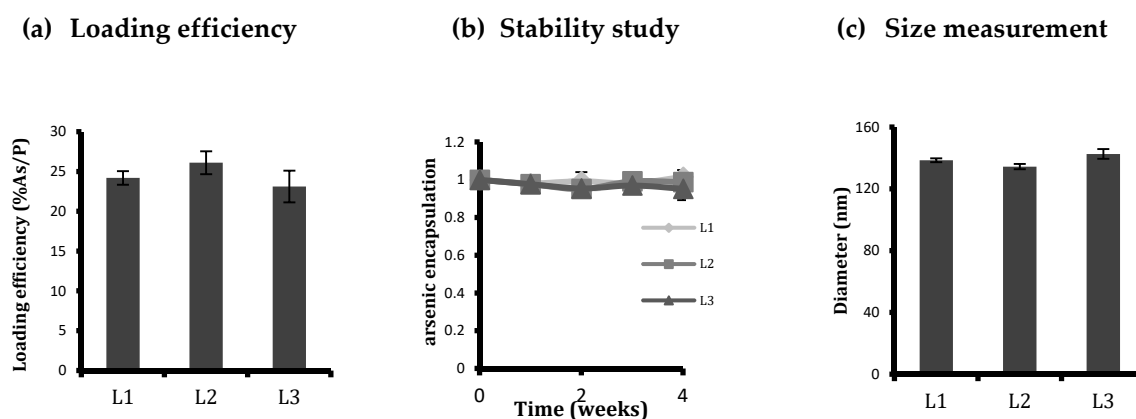 (a) Loading efficiency
(b) Stability study
(c) Size measurement
Loading efficiency (%As/P)
30
25
20
15
10
5
0
L1 L2 L3
arsenic encapsulation
1.2
1
0.8
0.6
0.4
0.2
0
L1
L2
L3
0 2 4
Time (weeks)
Diameter (nm)
160
120
80
40
0
L1 L2 L3